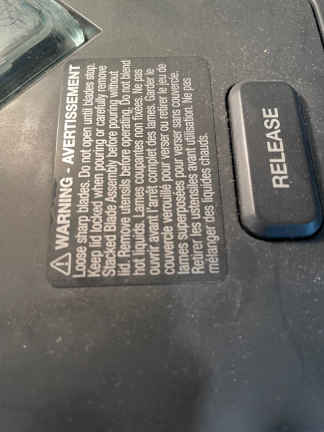 ⚠ WARNING - AVERTISSEMENT
Loose sharp blades. Do not open until blades stop.
Keep lid locked when pouring or carefully remove
Stacked Blade Assembly before pouring without
lid. Remove utensils before operating. Do not blend
hot liquids. Lames coupantes non fixées. Ne pas
ouvrir avant l'arrêt complet des lames. Garder le
couvercle verrouillé pour verser ou retirer le jeu de
lames superposées pour verser sans couvercle.
Retirer les ustensiles avant utilisation. Ne pas
mélanger des liquides chauds.
RELEASE